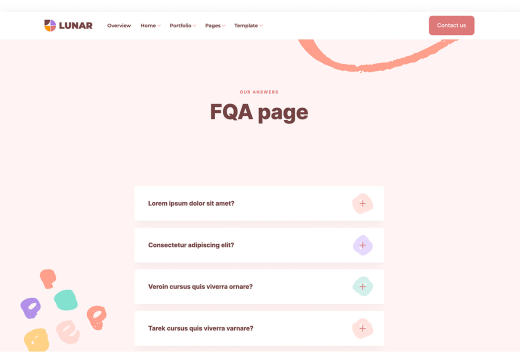 LUNAR
Overview Home Portfolio Pages Template
Contact us
OUR ANSWERS
FQA page
Lorem ipsum dolor sit amet?
Consectetur adipiscing elit?
Veroin cursus quis viverra ornare?
Tarek cursus quis viverra varnare?